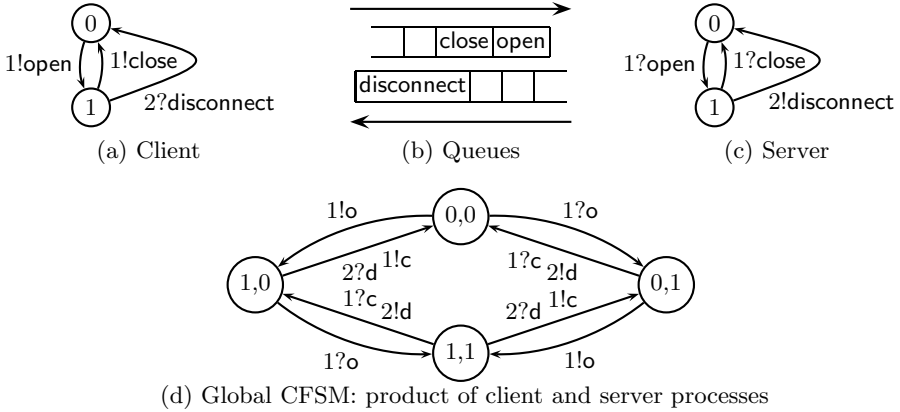 0
1!open
1!close
1
2?disconnect
(a) Client
close open
disconnect
(b) Queues
0
1?open
1?close
1
2!disconnect
(c) Server
0,0
1!o
1?o
1!c
2?d
1?c
2!d
1,0
0,1
1?c
2!d
1!c
2?d
1?o
1,1
1!o
(d) Global CFSM: product of client and server processes